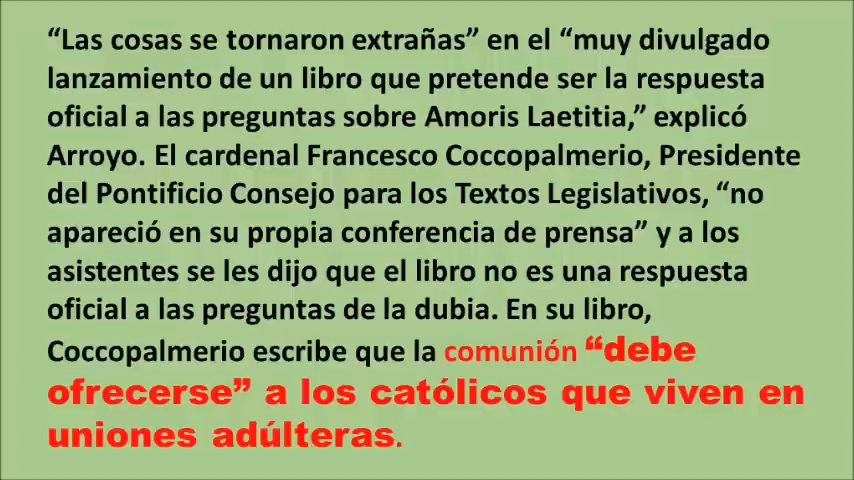 “Las cosas se tornaron extrañas” en el “muy divulgado
lanzamiento de un libro que pretende ser la respuesta
oficial a las preguntas sobre Amoris Laetitia,” explicó
Arroyo. El cardenal Francesco Coccopalmerio, Presidente
del Pontificio Consejo para los Textos Legislativos, “no
apareció en su propia conferencia de prensa” y a los
asistentes se les dijo que el libro no es una respuesta
oficial a las preguntas de la dubia. En su libro,
Coccopalmerio escribe que la comunión “debe
ofrecerse” a los católicos que viven en
uniones adúlteras.